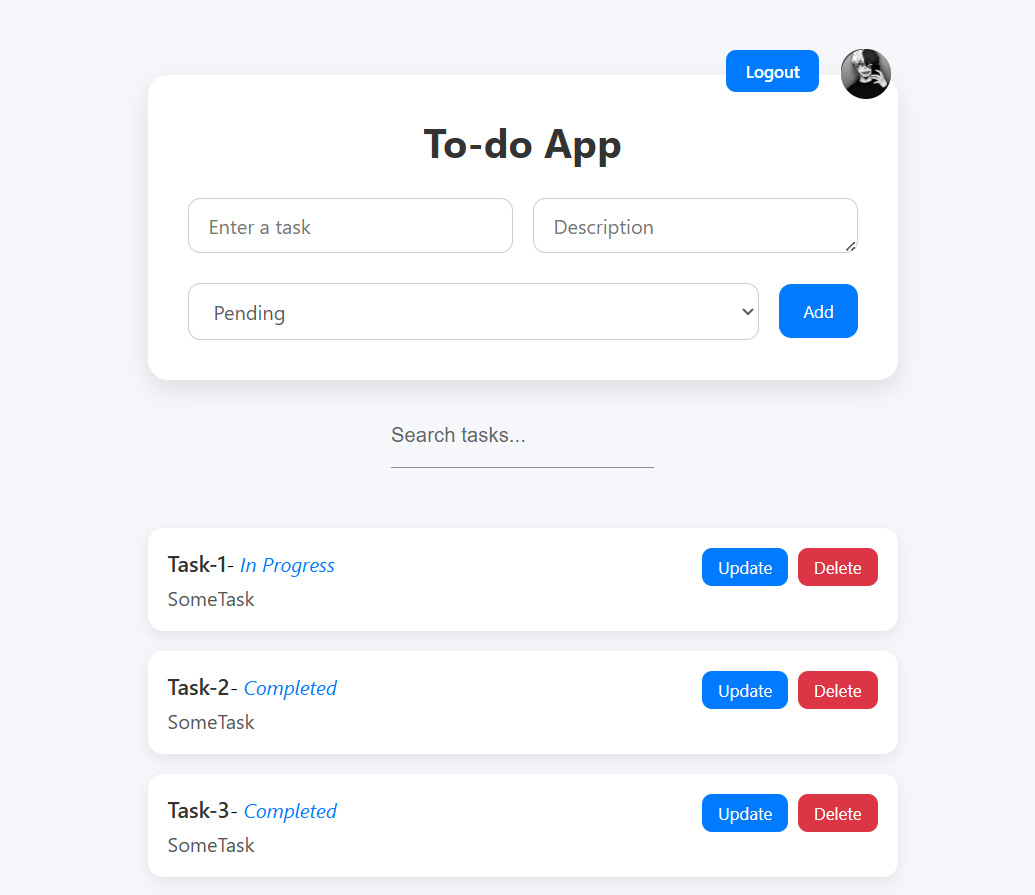 Logout
To-do App
Enter a task
Description
Pending
Add
Search tasks...
Task-1- In Progress
Update
Delete
SomeTask
Task-2- Completed
Update
Delete
SomeTask
Task-3- Completed
Update
Delete
SomeTask